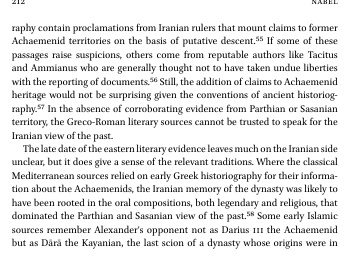 212
NABEL
raphy contain proclamations from Iranian rulers that mount claims to former
Achaemenid territories on the basis of putative descent.55 If some of these
passages raise suspicions, others come from reputable authors like Tacitus
and Ammianus who are generally thought not to have taken undue liberties
with the reporting of documents.56 Still, the addition of claims to Achaemenid
heritage would not be surprising given the conventions of ancient historiog-
raphy.57 In the absence of corroborating evidence from Parthian or Sasanian
territory, the Greco-Roman literary sources cannot be trusted to speak for the
Iranian view of the past.
The late date of the eastern literary evidence leaves much on the Iranian side
unclear, but it does give a sense of the relevant traditions. Where the classical
Mediterranean sources relied on early Greek historiography for their informa-
tion about the Achaemenids, the Iranian memory of the dynasty was likely to
have been rooted in the oral compositions, both legendary and religious, that
dominated the Parthian and Sasanian view of the past.58 Some early Islamic
sources remember Alexander's opponent not as Darius III the Achaemenid
but as Dārā the Kayanian, the last scion of a dynasty whose origins were in